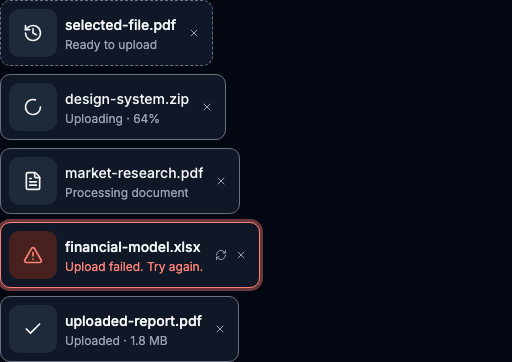 selected-file.pdf
Ready to upload
design-system.zip
Uploading · 64%
market-research.pdf
Processing document
financial-model.xlsx
Upload failed. Try again.
uploaded-report.pdf
Uploaded · 1.8 MB